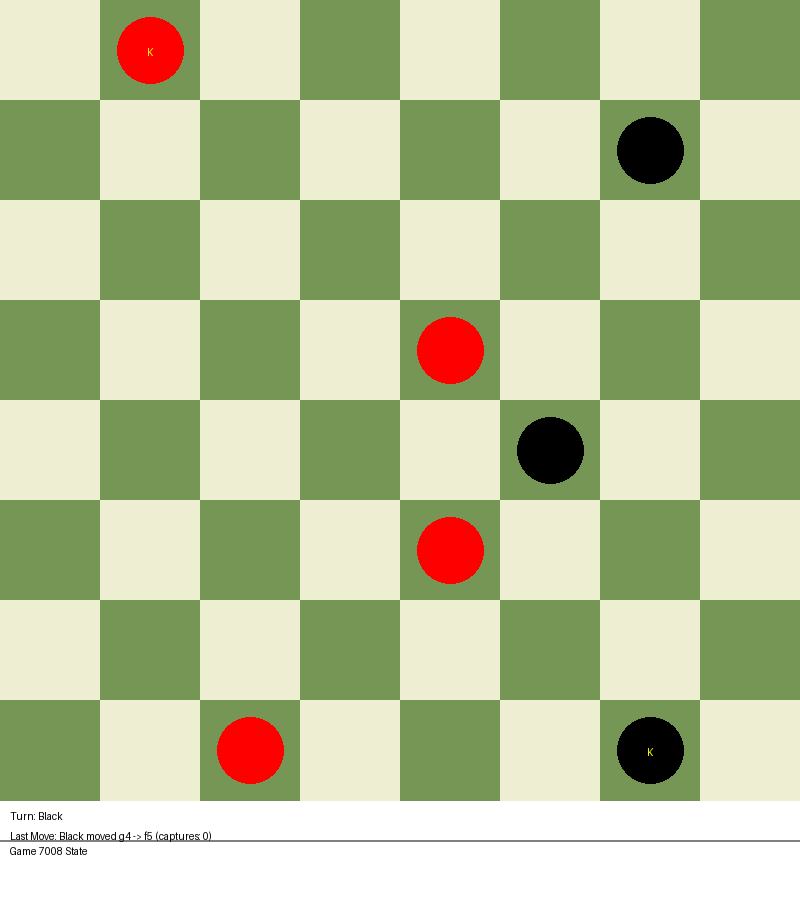 K
K
Turn: Black
Last Move: Black moved g4 -> f5 (captures: 0)
Game 7008 State